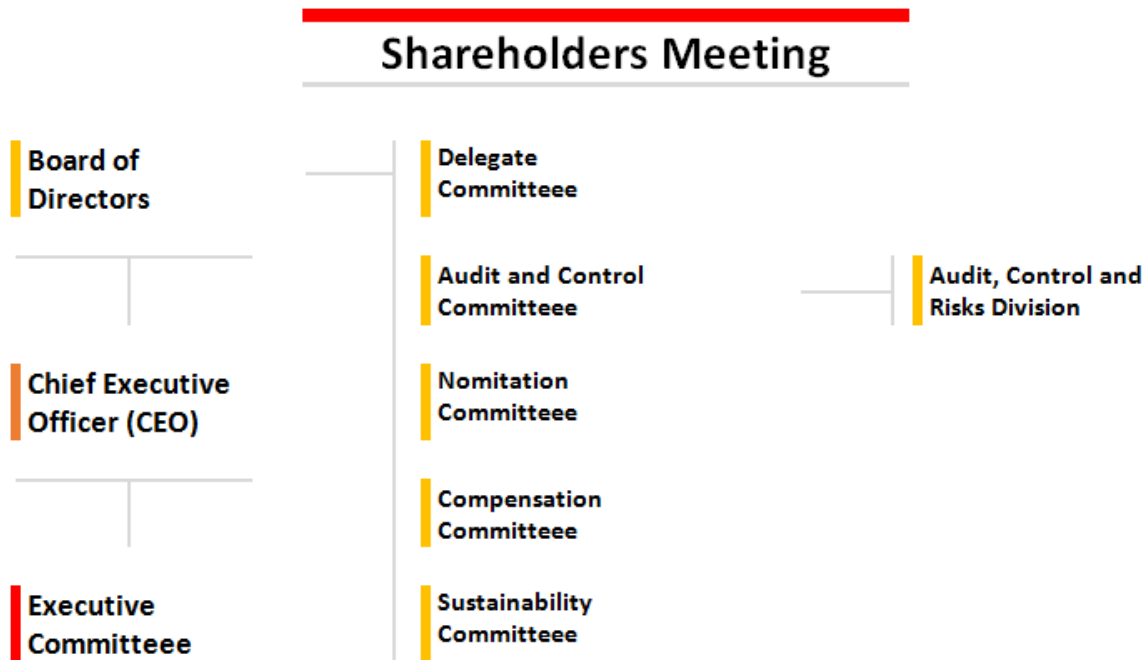 Shareholders Meeting
Board of
Directors
Delegate
Committeee
Audit and Control
Committeee
Audit, Control and
Risks Division
Chief Executive
Officer (CEO)
Nomitation
Committeee
Compensation
Committeee
Executive
Committeee
Sustainability
Committeee